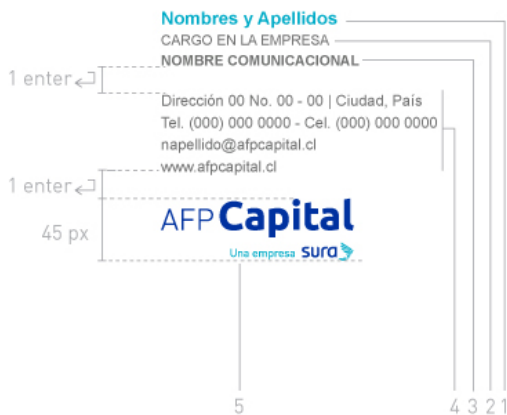 Nombres y Apellidos
CARGO EN LA EMPRESA
NOMBRE COMUNICACIONAL
1 enter
Dirección 00 No. 00 - 00 | Ciudad, País
Tel. (000) 000 0000 - Cel. (000) 000 0000
napellido@afpcapital.cl
www.afpcapital.cl
1 enter
45 px
AFP Capital
Una empresa sura
5 4 3 2 1